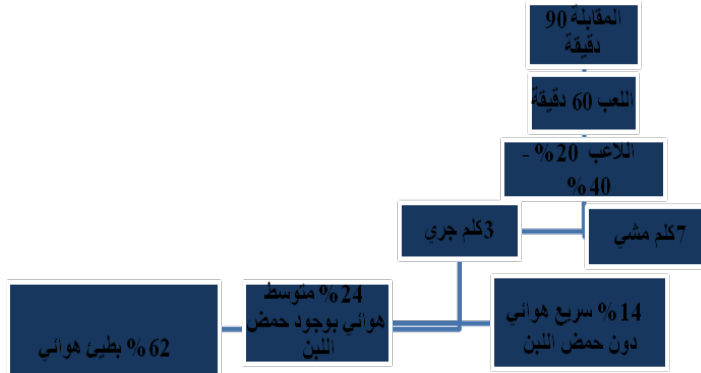 المقابلة 90
دقيقة
اللعب 60 دقيقة
اللاعب 20% -
40%
7كلم مشي
3كلم جري
14% سريع هوائي
دون حمض اللبن
24% متوسط
هوائي بوجود حمض
اللبن
62% بطيئ هوائي